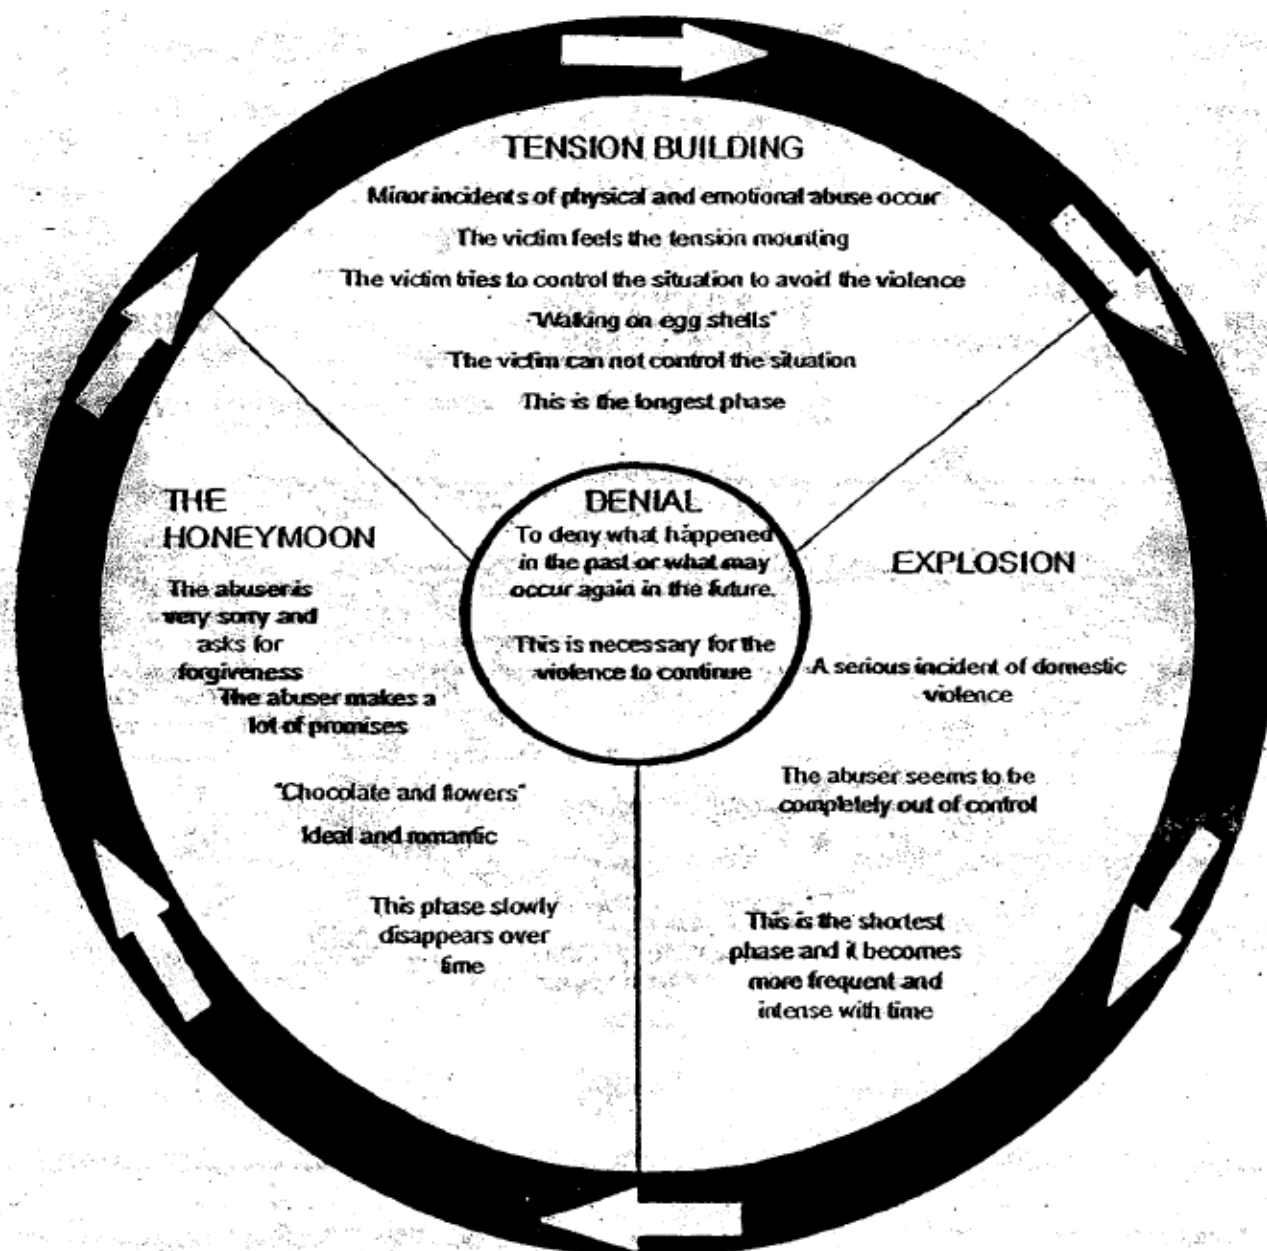 TENSION BUILDING
Minor incidents of physical and emotional abuse occur
The victim feels the tension mounting
The victim tries to control the situation to avoid the violence
"Walking on egg shells"
The victim can not control the situation
This is the longest phase
THE
HONEYMOON
The abuser is
very sorry and
asks for
forgiveness
The abuser makes a
lot of promises
"Chocolate and flowers"
Ideal and romantic
This phase slowly
disappears over
time
DENIAL
To deny what happened
in the past or what may
occur again in the future.
This is necessary for the
violence to continue
EXPLOSION
A serious incident of domestic
violence
The abuser seems to be
completely out of control
This is the shortest
phase and it becomes
more frequent and
intense with time